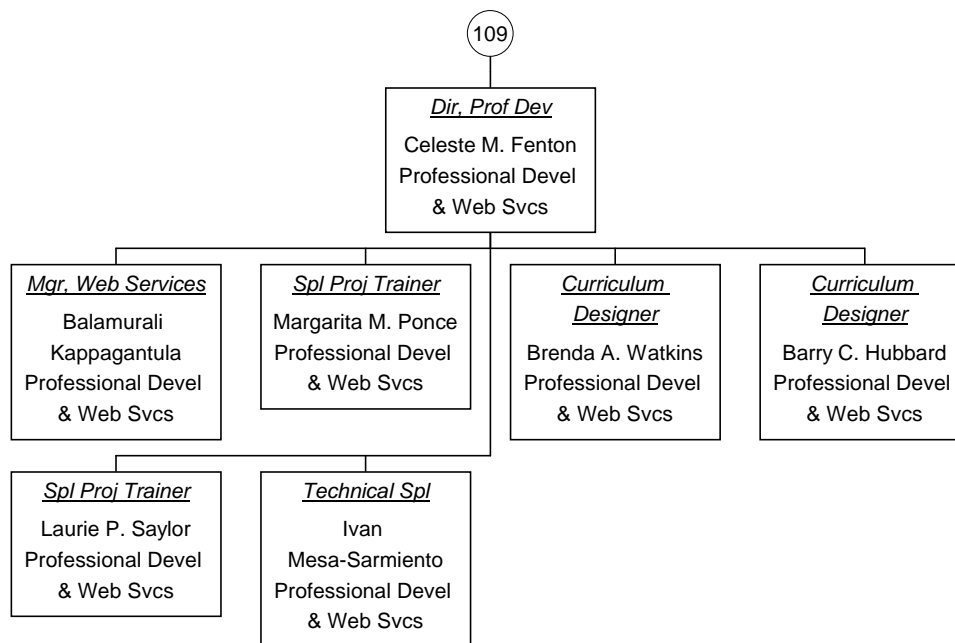 109
Dir, Prof Dev
Celeste M. Fenton
Professional Devel
& Web Svcs
Mgr, Web Services
Balamurali
Kappagantula
Professional Devel
& Web Svcs
Spl Proj Trainer
Margarita M. Ponce
Professional Devel
& Web Svcs
Curriculum
Designer
Brenda A. Watkins
Professional Devel
& Web Svcs
Curriculum
Designer
Barry C. Hubbard
Professional Devel
& Web Svcs
Spl Proj Trainer
Laurie P. Saylor
Professional Devel
& Web Svcs
Technical Spl
Ivan
Mesa-Sarmiento
Professional Devel
& Web Svcs